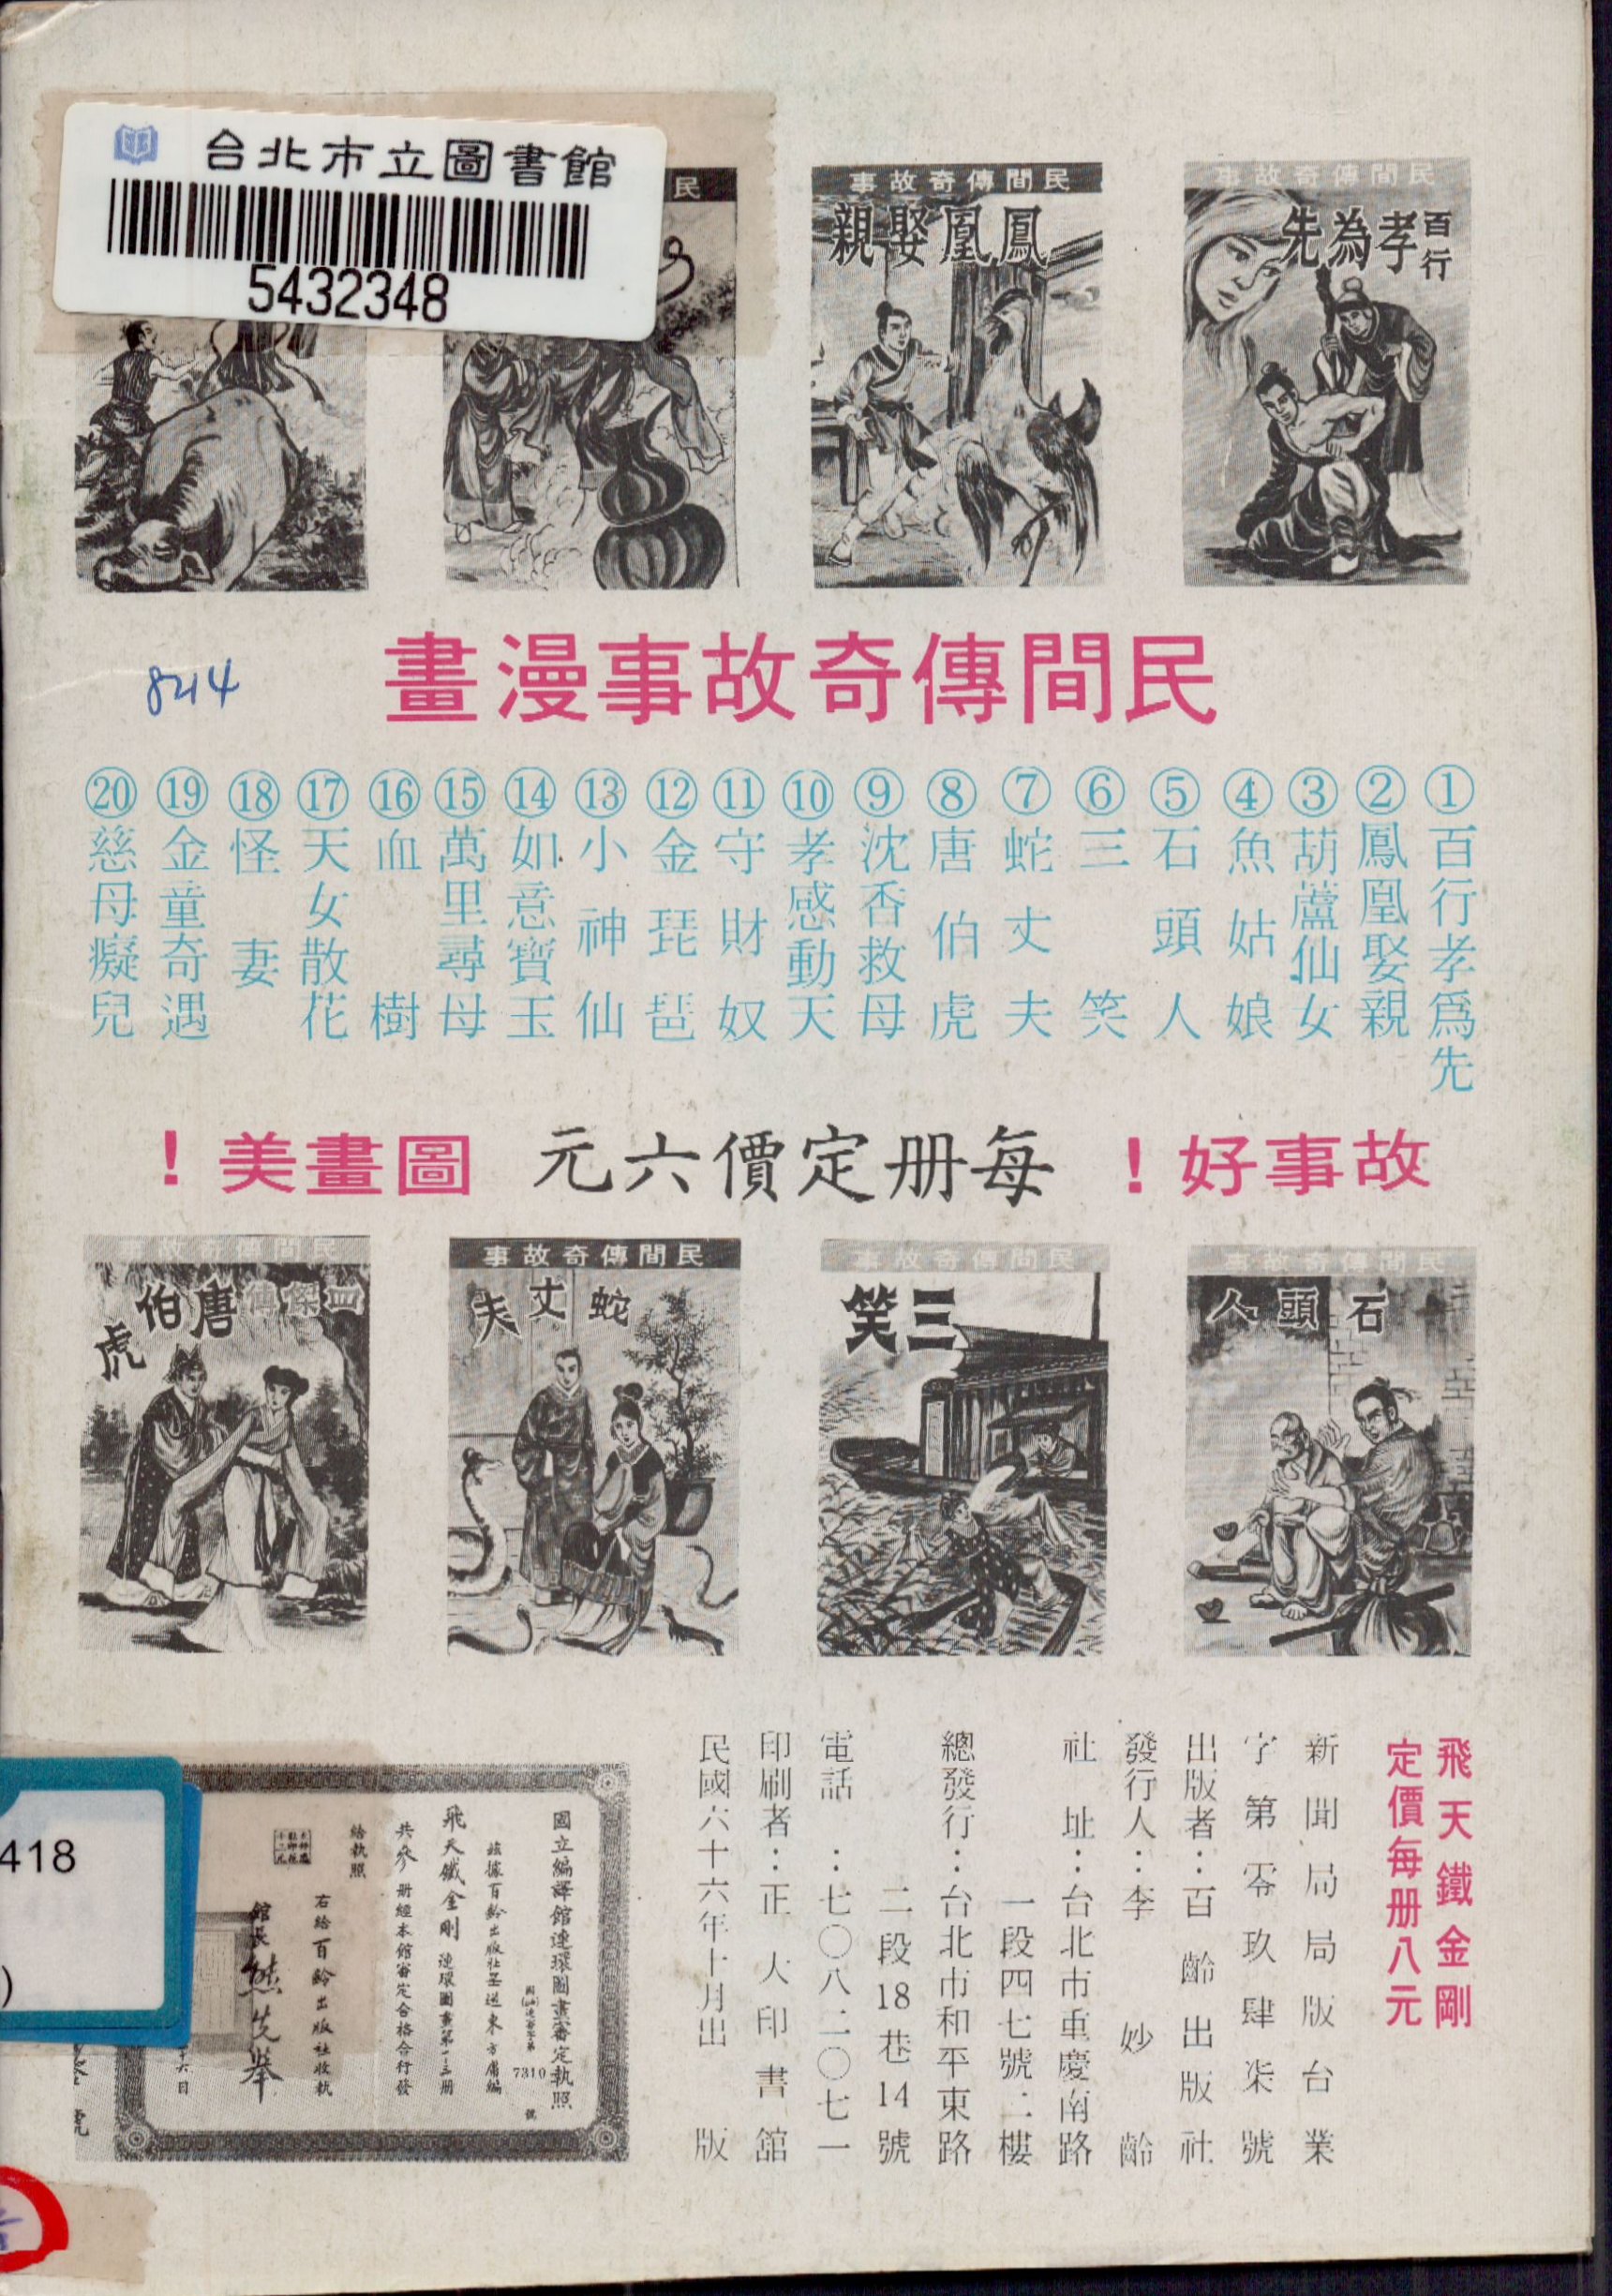 台北市立圖書館
5432348
民
民間傳奇故事
鳳凰娶親
民間傳奇故事
百行孝為先
844
民間傳奇故事漫畫
①百行孝爲先
②鳳凰娶親
③葫蘆仙女
④魚姑娘
⑤石頭人
⑥三笑
⑦蛇丈夫
⑧唐伯虎
⑨沈香救母
⑩孝感動天
⑪守財奴
⑫金琵琶
⑬小神仙
⑭如意寶玉
⑮萬里尋母
⑯血樹
⑰天女散花
⑱怪妻
⑲金童奇遇
⑳慈母癡兒
故事好!
每册定價六元
圖畫美!
民間傳奇故事
石頭人
民間傳奇故事
三笑
民間傳奇故事
蛇丈夫
民間傳奇故事
四傑傳
唐伯虎
飛天鐵金剛
定價每册八元
新聞局局版台業
字第零玖肆柒號
出版者:百齡出版社
發行人:李妙齡
社址:台北市重慶南路
一段四七號二樓
總發行:台北市和平東路
二段18巷14號
電話:七〇八二〇七一
印刷者:正大印書館
民國六十六年十月出版
國立編譯館連環圖畫審定執照
7310號
茲據百齡出版社呈送東方庸編
飛天鐵金剛連環圖畫第一~三册
共參册經本館審定合格合行發
給執照
右給百齡出版社收執
館長熊先舉
十六日
418
)